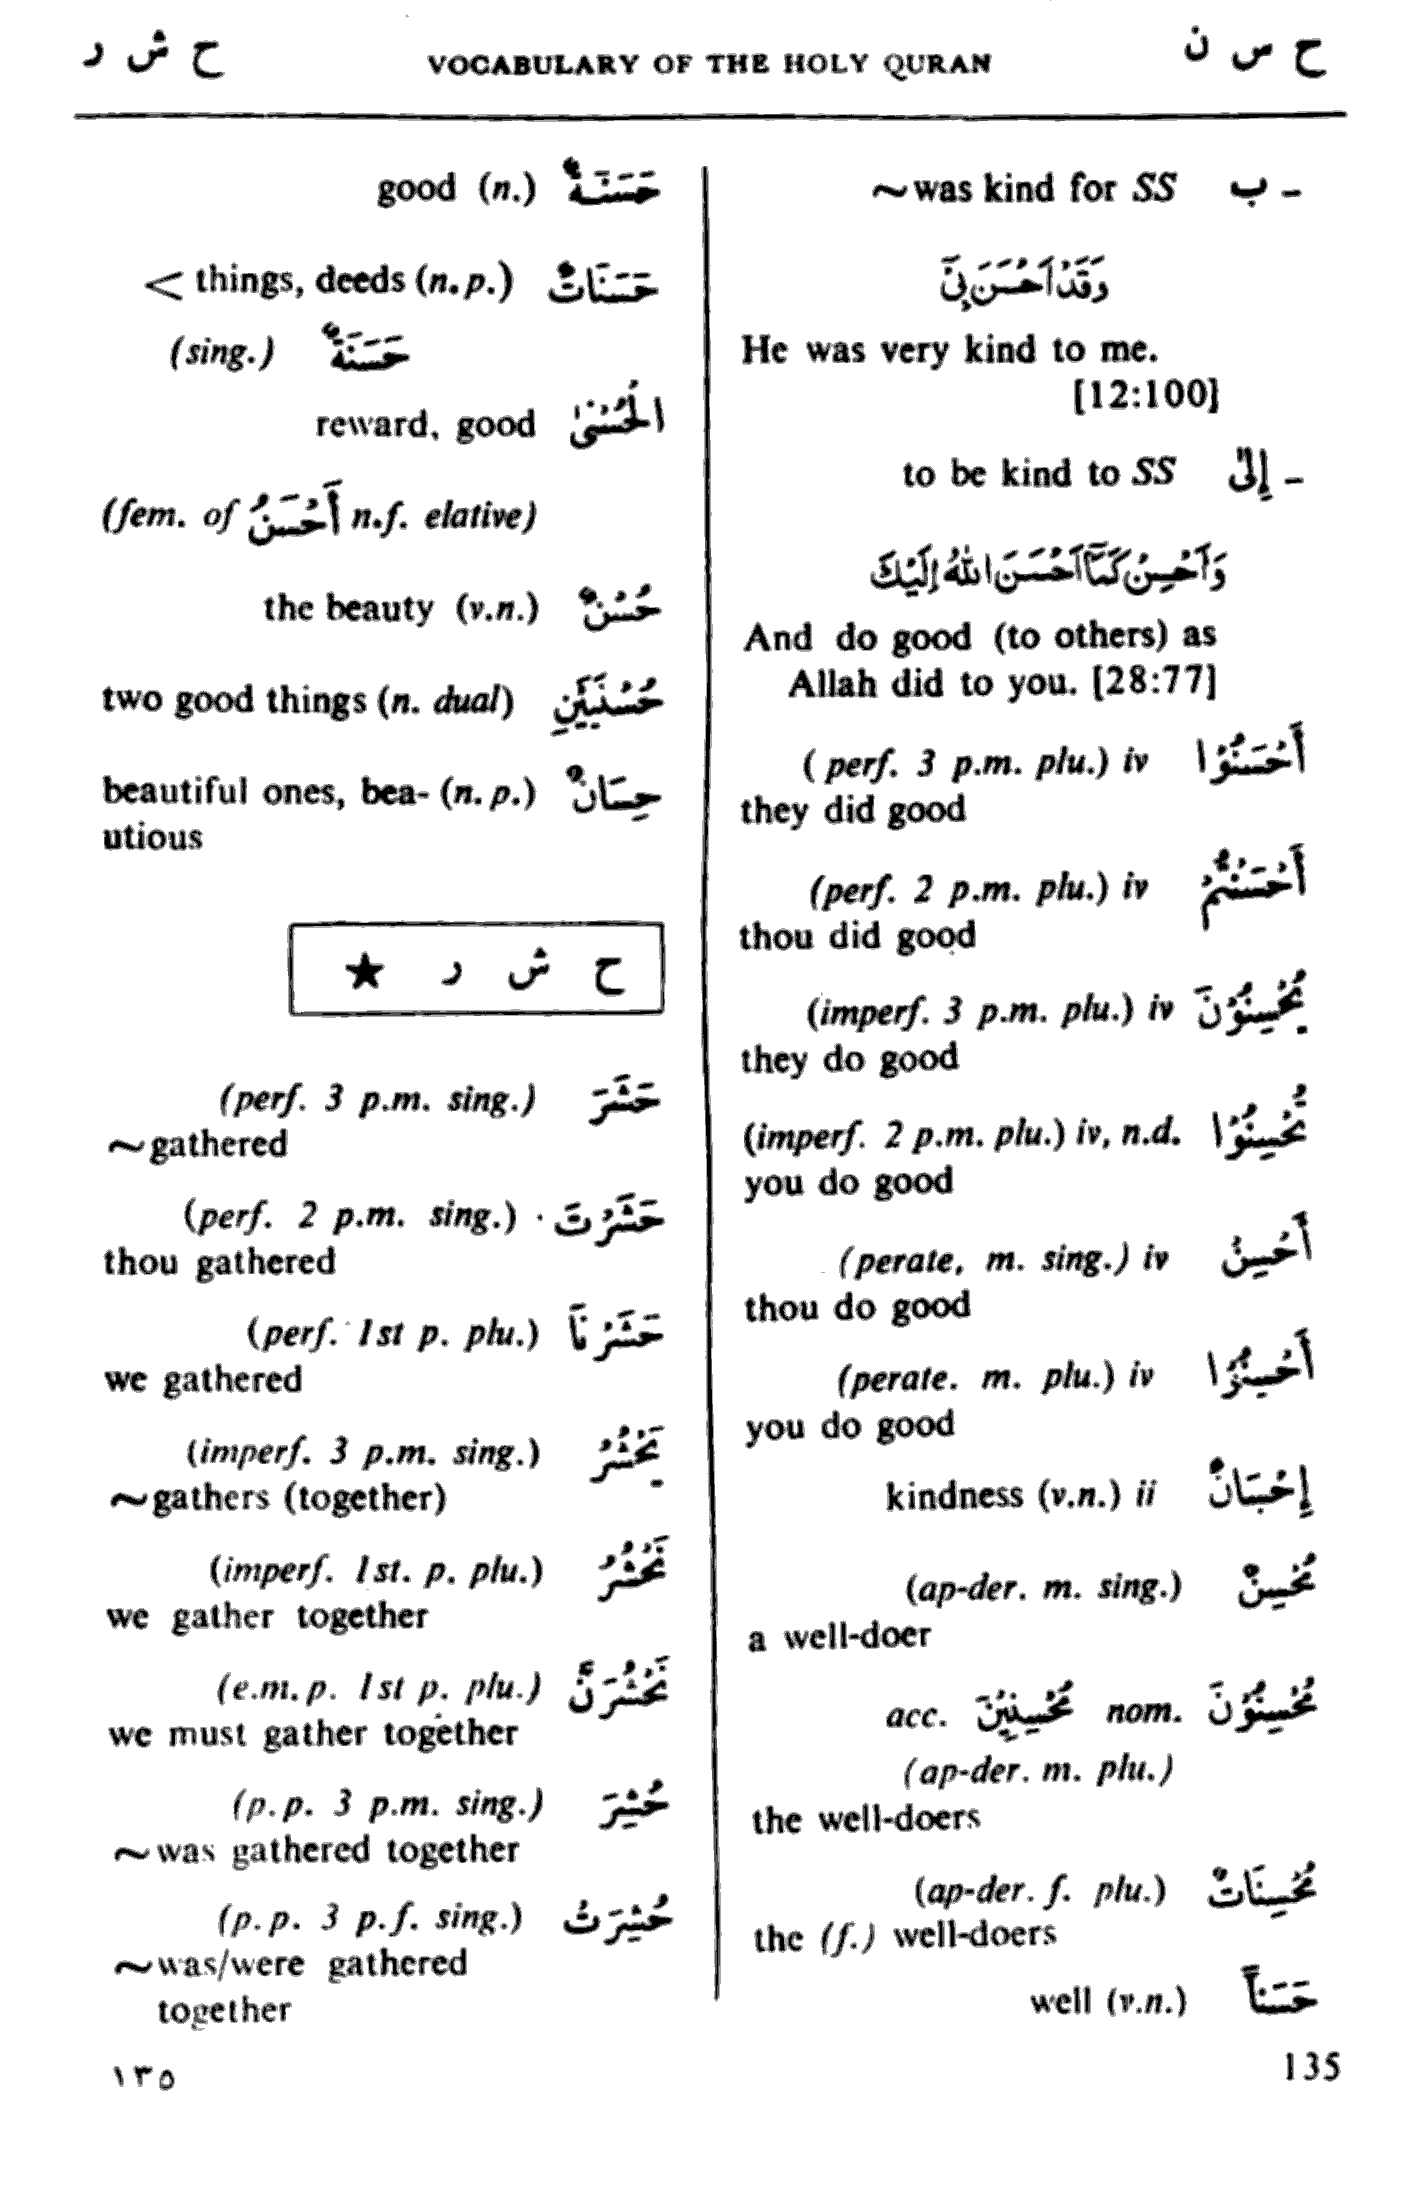 ح س ن VOCABULARY OF THE HOLY QURAN ح ش ر
~was kind for SS ب -
وَقَدْ اَحْسَنَ بِيْٓ
He was very kind to me.
[12:100]
to be kind to SS إِلىٰ -
وَاَحْسِنْ كَمَآ اَحْسَنَ اللّٰهُ اِلَيْكَ
And do good (to others) as
Allah did to you. [28:77]
( perf. 3 p.m. plu.) iv أَحْسَنُوْا
they did good
(perf. 2 p.m. plu.) iv أَحْسَنْتُمْ
thou did good
(imperf. 3 p.m. plu.) iv يُحْسِنُوْنَ
they do good
(imperf. 2 p.m. plu.) iv, n.d. تُحْسِنُوْا
you do good
(perate, m. sing.) iv أَحْسِنْ
thou do good
(perate. m. plu.) iv أَحْسِنُوْا
you do good
kindness (v.n.) ii إِحْسَانٌ
(ap-der. m. sing.) مُحْسِنٌ
a well-doer
acc. مُحْسِنِيْنَ nom. مُحْسِنُوْنَ
(ap-der. m. plu.)
the well-doers
(ap-der. f. plu.) مُحْسِنَاتٌ
the (f.) well-doers
well (v.n.) حَسَناً
good (n.) حَسَنَةٌ
< things, deeds (n.p.) حَسَنَاتٌ
(sing.) حَسَنَةٌ
reward, good الْحُسْنىٰ
(fem. of أَحْسَنُ n.f. elative)
the beauty (v.n.) حُسْنٌ
two good things (n. dual) حُسْنَيَيْنِ
beautiful ones, bea- (n.p.) حِسَانٌ
utious
ح ش ر ★
(perf. 3 p.m. sing.) حَشَرَ
~gathered
(perf. 2 p.m. sing.) حَشَرْتَ
thou gathered
(perf. 1st p. plu.) حَشَرْنَا
we gathered
(imperf. 3 p.m. sing.) يَحْشُرُ
~gathers (together)
(imperf. 1st. p. plu.) نَحْشُرُ
we gather together
(e.m.p. 1st p. plu.) نَحْشُرَنَّ
we must gather together
(p.p. 3 p.m. sing.) حُشِرَ
~was gathered together
(p.p. 3 p.f. sing.) حُشِرَتْ
~was/were gathered
together
١٣٥ 135